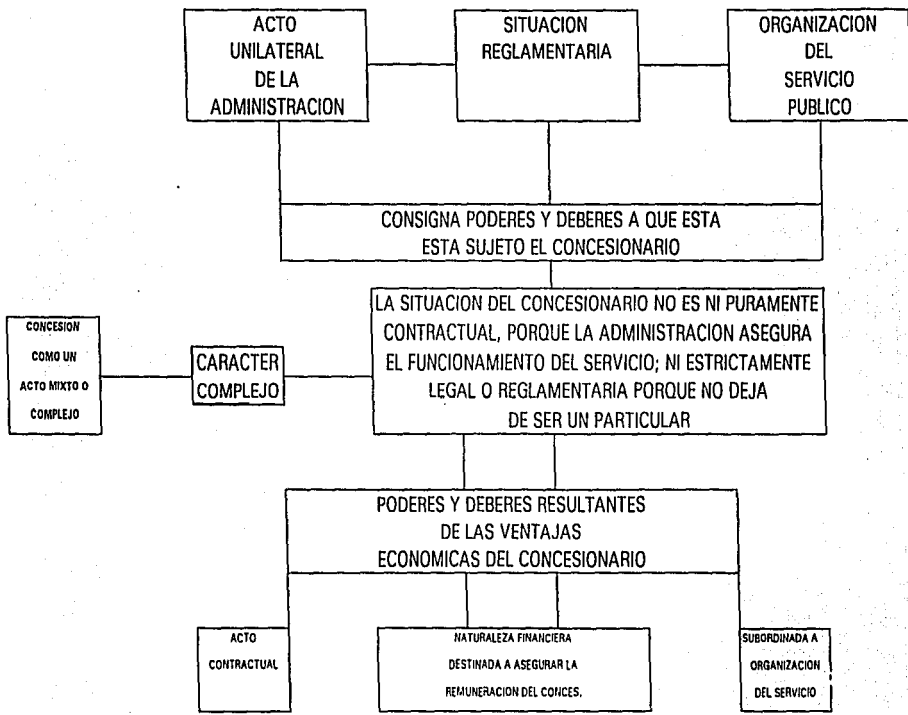 ACTO
UNILATERAL
DE LA
ADMINISTRACION
SITUACION
REGLAMENTARIA
ORGANIZACION
DEL
SERVICIO
PUBLICO
CONSIGNA PODERES Y DEBERES A QUE ESTA
ESTA SUJETO EL CONCESIONARIO
CONCESION
COMO UN
ACTO MIXTO O
COMPLEJO
CARACTER
COMPLEJO
LA SITUACION DEL CONCESIONARIO NO ES NI PURAMENTE
CONTRACTUAL, PORQUE LA ADMINISTRACION ASEGURA
EL FUNCIONAMIENTO DEL SERVICIO; NI ESTRICTAMENTE
LEGAL O REGLAMENTARIA PORQUE NO DEJA
DE SER UN PARTICULAR
PODERES Y DEBERES RESULTANTES
DE LAS VENTAJAS
ECONOMICAS DEL CONCESIONARIO
ACTO
CONTRACTUAL
NATURALEZA FINANCIERA
DESTINADA A ASEGURAR LA
REMUNERACION DEL CONCES.
SUBORDINADA A
ORGANIZACION
DEL SERVICIO